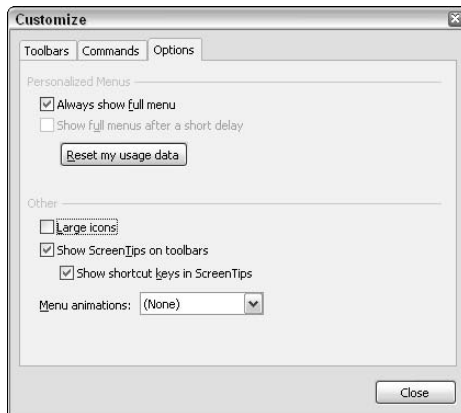 Customize
Toolbars Commands Options
Personalized Menus
Always show full menu
Show full menus after a short delay
Reset my usage data
Other
Large icons
Show ScreenTips on toolbars
Show shortcut keys in ScreenTips
Menu animations: (None)
Close